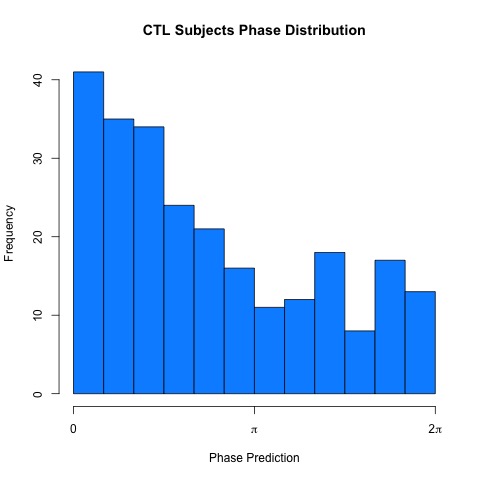 CTL Subjects Phase Distribution
Frequency
40
30
20
10
0
0 π 2π
Phase Prediction